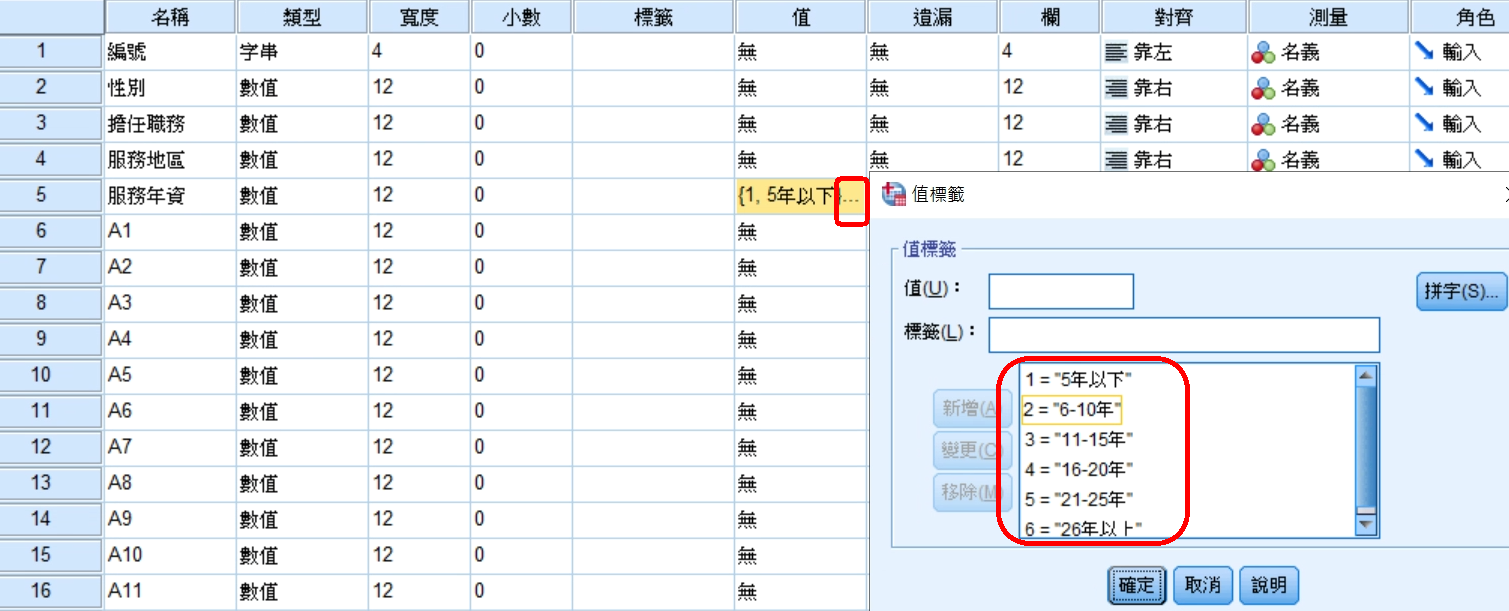 名稱 類型 寬度 小數 標籤 值 遺漏 欄 對齊 測量 角色
1 編號 字串 4 0 無 無 4 靠左 名義 輸入
2 性別 數值 12 0 無 無 12 靠右 名義 輸入
3 擔任職務 數值 12 0 無 無 12 靠右 名義 輸入
4 服務地區 數值 12 0 無 無 12 靠右 名義 輸入
5 服務年資 數值 12 0 {1, 5年以下}...
6 A1 數值 12 0 無
7 A2 數值 12 0 無
8 A3 數值 12 0 無
9 A4 數值 12 0 無
10 A5 數值 12 0 無
11 A6 數值 12 0 無
12 A7 數值 12 0 無
13 A8 數值 12 0 無
14 A9 數值 12 0 無
15 A10 數值 12 0 無
16 A11 數值 12 0 無
值標籤
值標籤
值(U)：
拼字(S)...
標籤(L)：
1 = "5年以下"
新增(A
2 = "6-10年"
3 = "11-15年"
變更(C
4 = "16-20年"
移除(M
5 = "21-25年"
6 = "26年以上"
確定 取消 說明